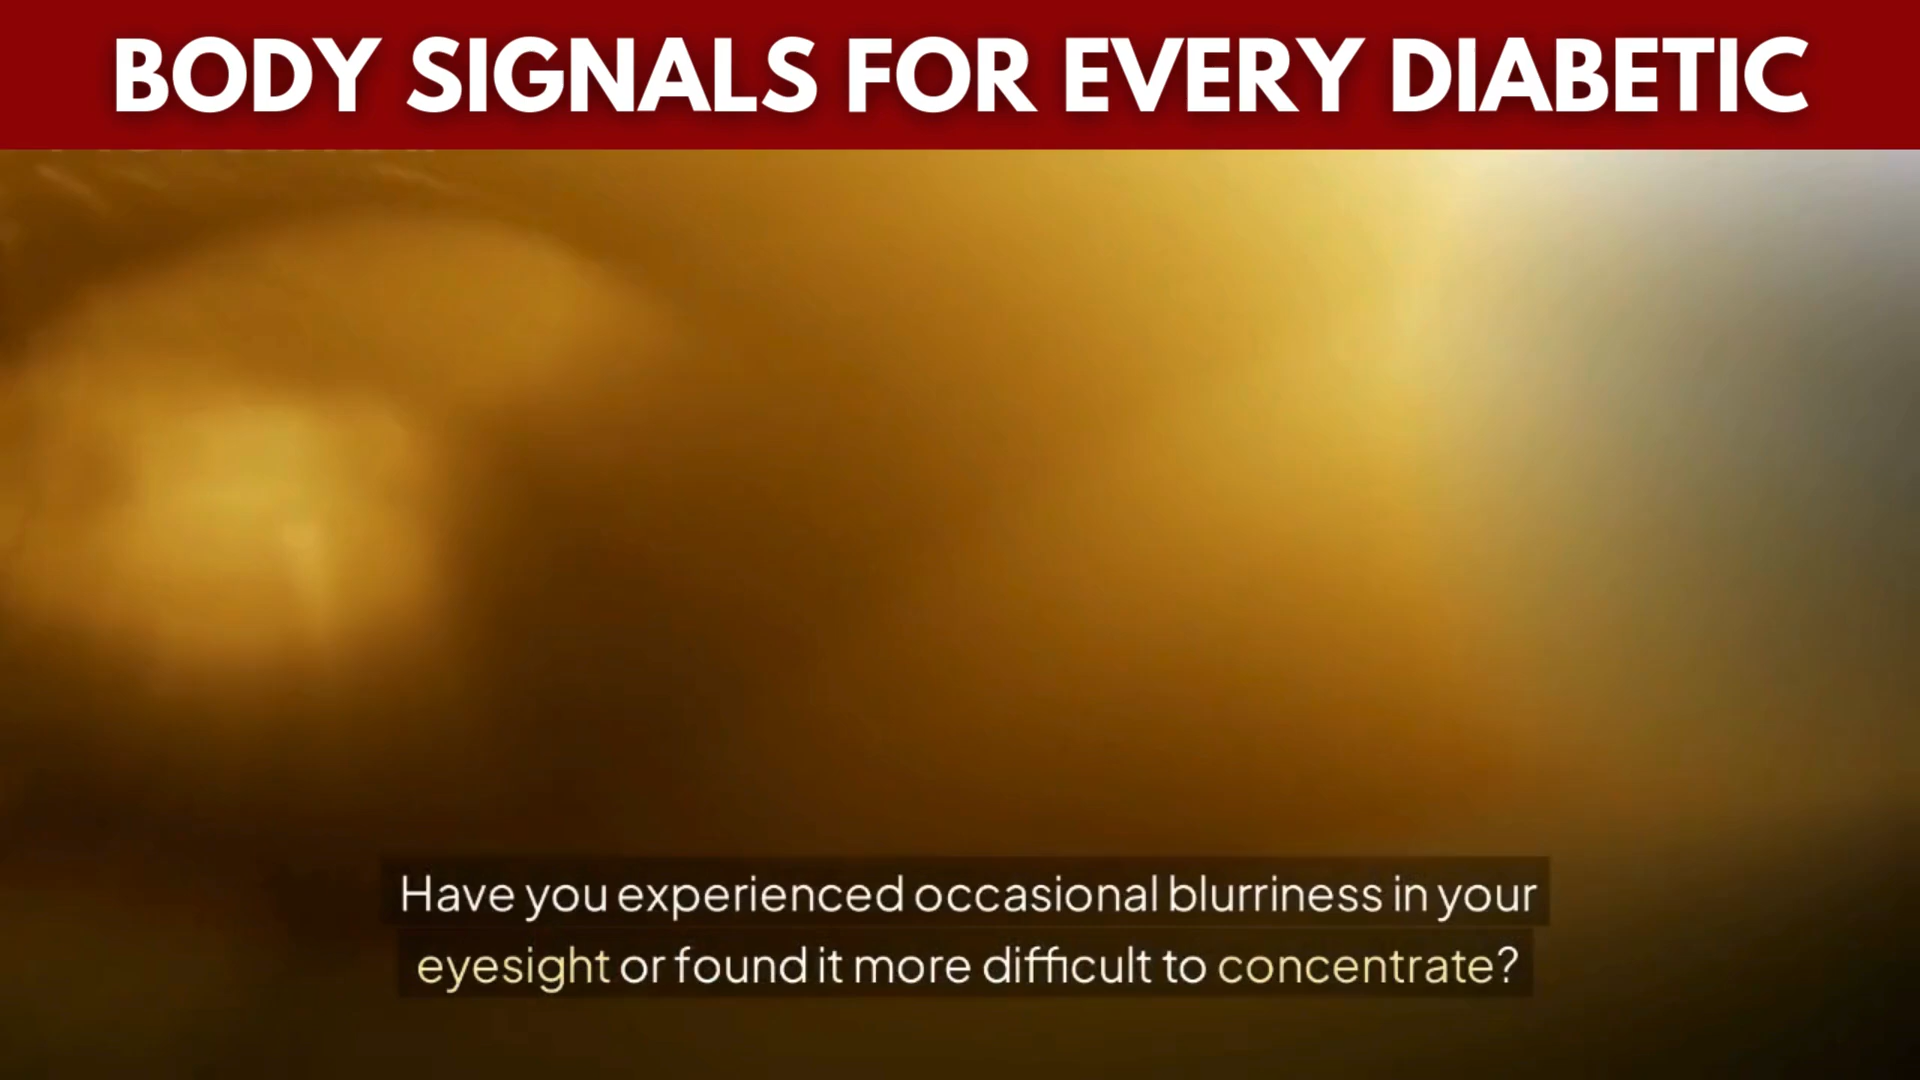 BODY SIGNALS FOR EVERY DIABETIC
Have you experienced occasional blurriness in your
eyesight or found it more difficult to concentrate?